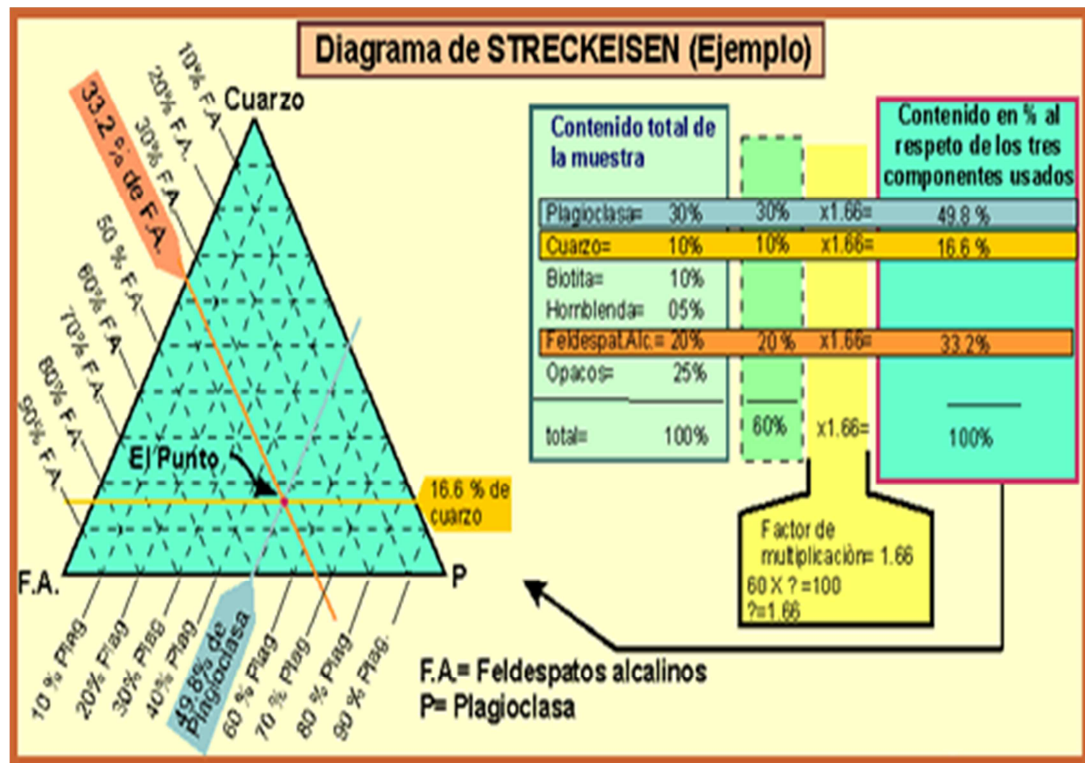 Diagrama de STRECKEISEN (Ejemplo)
Cuarzo
10% F.A.
20% F.A.
30% F.A.
33.2 % de F.A.
50 % F.A.
60% F.A.
70% F.A.
80% F.A.
90% F.A.
El Punto
16.6 % de
cuarzo
F.A.
P
10 % Plag
20% Plag
30% Plag
40% Plag
49.8% de
Plagioclasa
60 % Plag
70 % Plag
80 % Plag
90 % Plag.
Contenido total de
la muestra
Contenido en % al
respeto de los tres
componentes usados
Plagioclasa= 30% 30% x1.66= 49.8 %
Cuarzo= 10% 10% x1.66= 16.6 %
Biotita= 10%
Hornblenda= 05%
Feldespat.Alc.= 20% 20 % x1.66= 33.2%
Opacos= 25%
total= 100% 60% x1.66= 100%
Factor de
multiplicaciòn= 1.66
60 X ? =100
?=1.66
F.A.= Feldespatos alcalinos
P= Plagioclasa